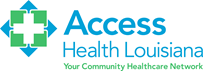 Access
Health Louisiana
Your Community Healthcare Network